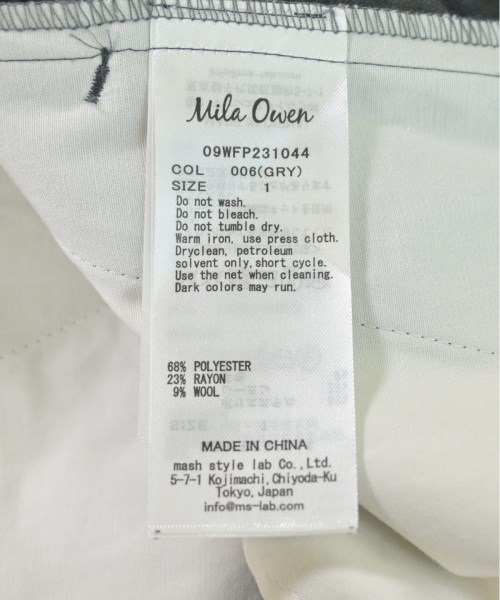 Mila Owen
09WFP231044
COL 006(GRY)
SIZE 1
Do not wash.
Do not bleach.
Do not tumble dry.
Warm iron, use press cloth.
Dryclean, petroleum
solvent only,short cycle.
Use the net when cleaning.
Dark colors may run.
68% POLYESTER
23% RAYON
9% WOOL
MADE IN CHINA
mash style lab Co.,Ltd.
5-7-1 Kojimachi,Chiyoda-Ku
Tokyo,Japan
info@ms-lab.com